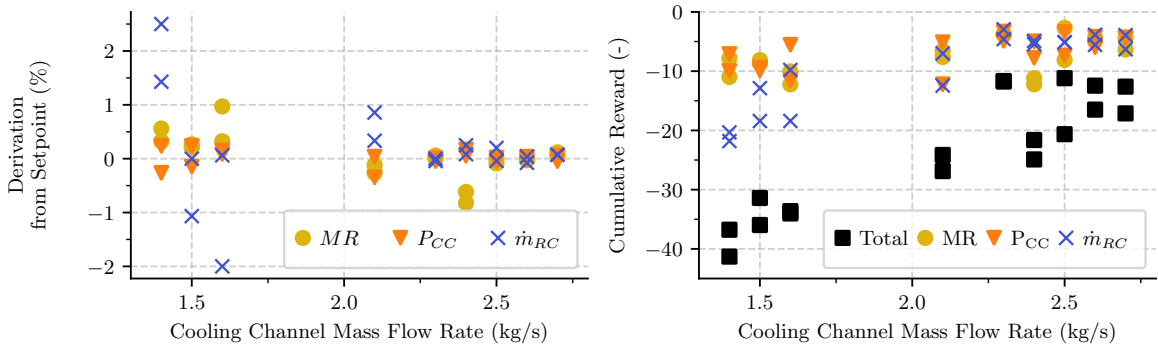 Derivation
from Setpoint (%)
2
1
0
−1
−2
MR
P_CC
ṁ_RC
1.5
2.0
2.5
Cooling Channel Mass Flow Rate (kg/s)
Cumulative Reward (-)
0
−10
−20
−30
−40
Total
MR
P_CC
ṁ_RC
1.5
2.0
2.5
Cooling Channel Mass Flow Rate (kg/s)